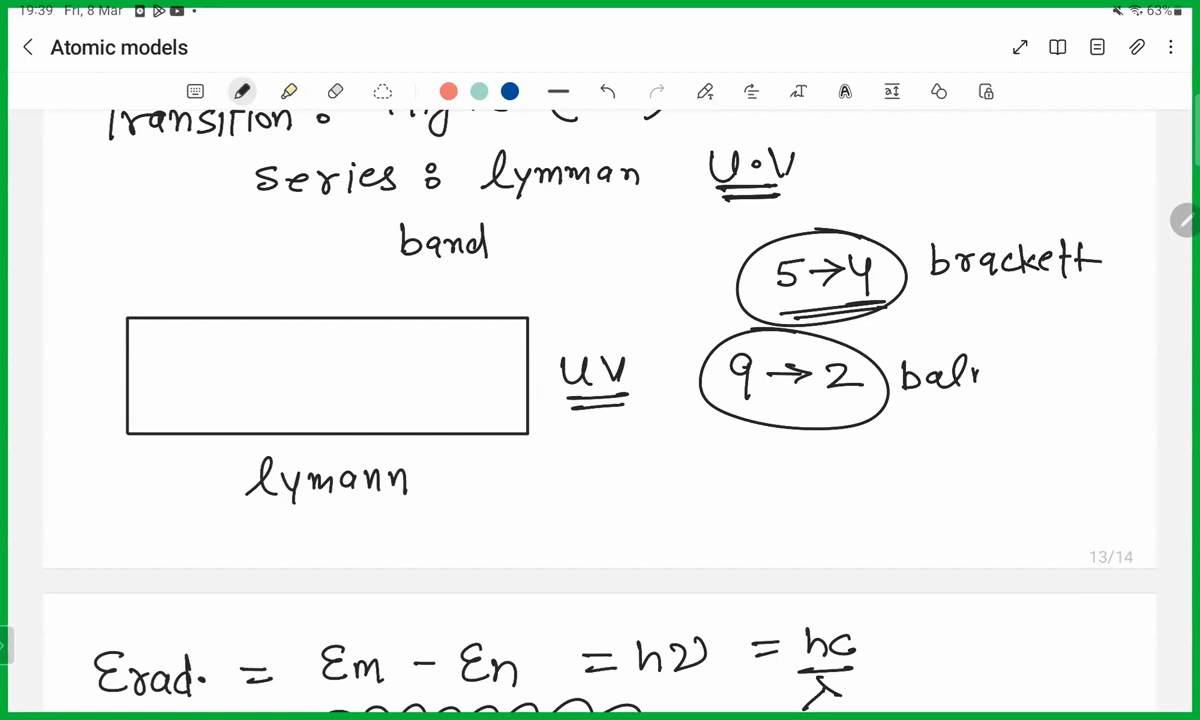 19:39 Fri, 8 Mar 63%
Atomic models
Transition :
series : lymman U.V
band
5→4 brackett
UV 9→2 bal
lymann
13/14
Erad. = Em - En = hν = hc/λ